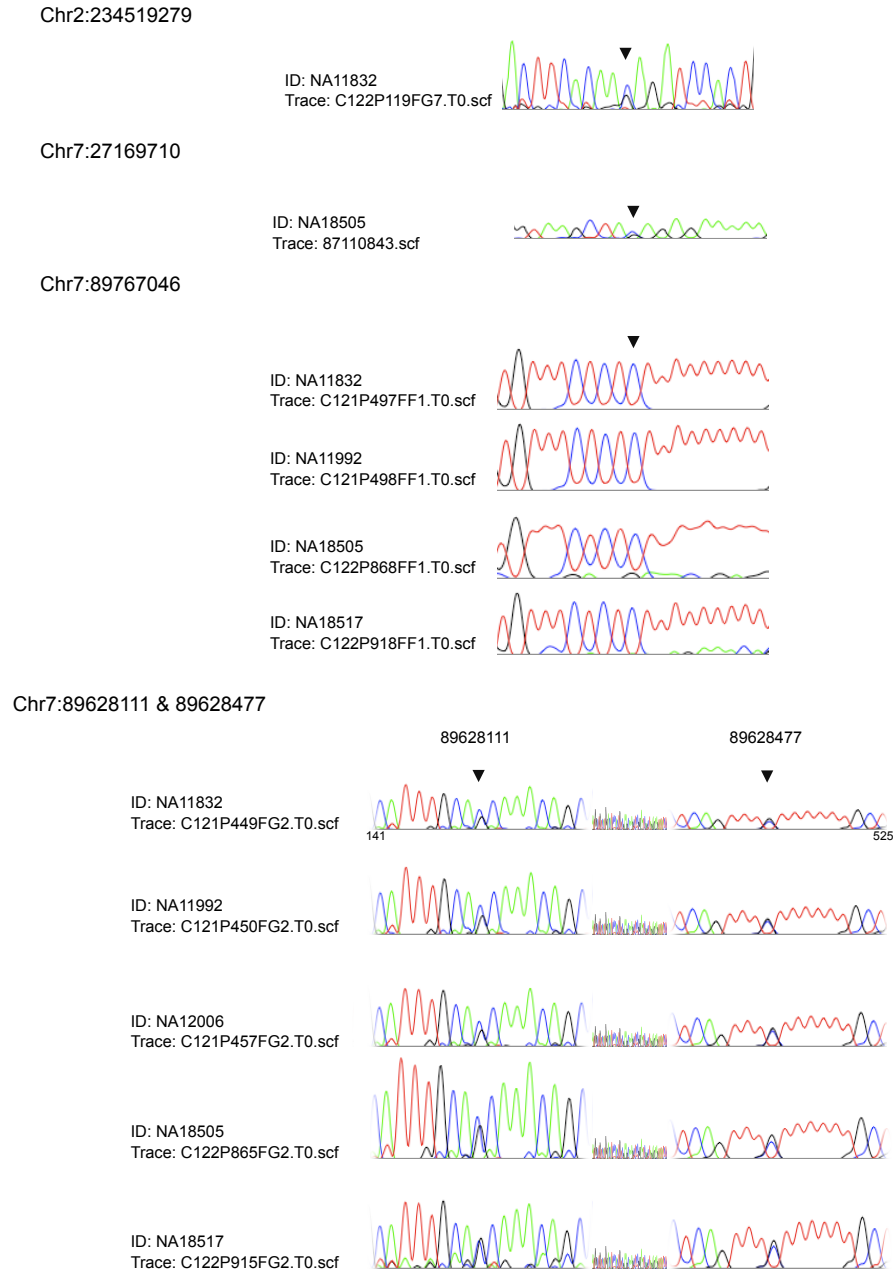 Chr2:234519279
ID: NA11832
Trace: C122P119FG7.T0.scf
Chr7:27169710
ID: NA18505
Trace: 87110843.scf
Chr7:89767046
ID: NA11832
Trace: C121P497FF1.T0.scf
ID: NA11992
Trace: C121P498FF1.T0.scf
ID: NA18505
Trace: C122P868FF1.T0.scf
ID: NA18517
Trace: C122P918FF1.T0.scf
Chr7:89628111 & 89628477
89628111 89628477
ID: NA11832
Trace: C121P449FG2.T0.scf
141 525
ID: NA11992
Trace: C121P450FG2.T0.scf
ID: NA12006
Trace: C121P457FG2.T0.scf
ID: NA18505
Trace: C122P865FG2.T0.scf
ID: NA18517
Trace: C122P915FG2.T0.scf